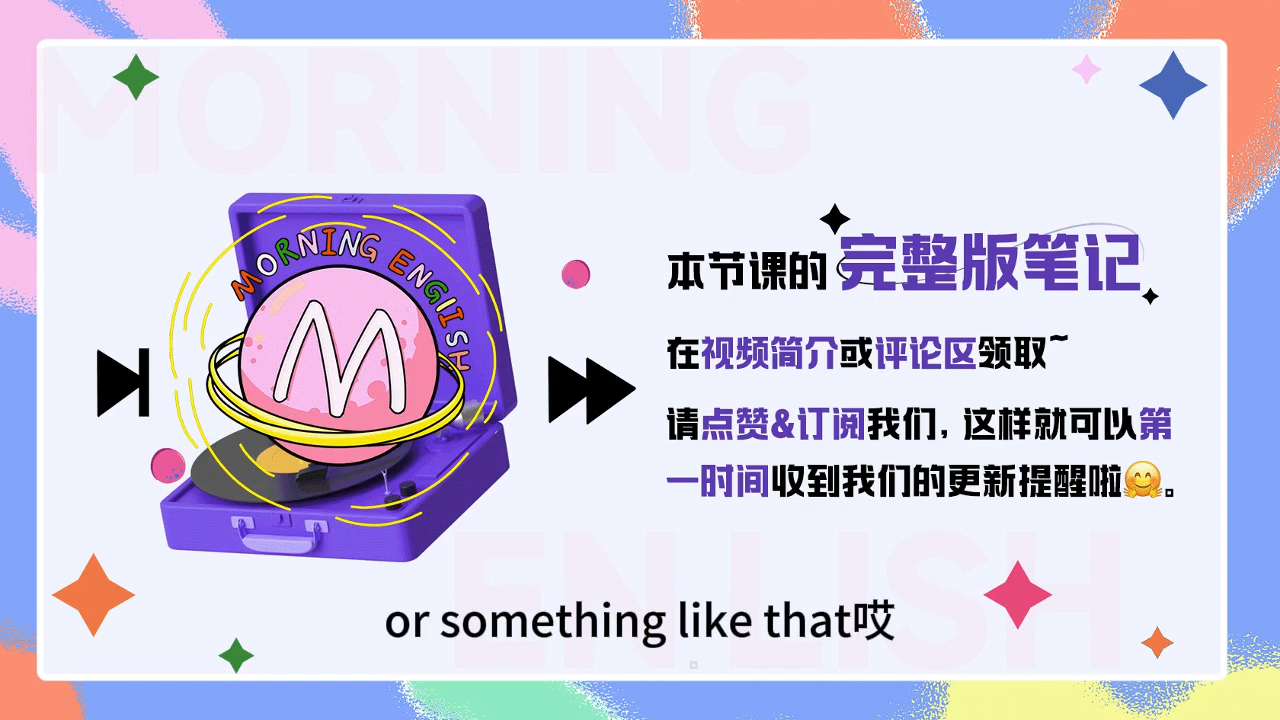 MORNING
MORNING ENGLISH
M
本节课的 完整版笔记
在视频简介或评论区领取~
请点赞&订阅我们，这样就可以第
一时间收到我们的更新提醒啦🤗。
EN LISH
or something like that哎